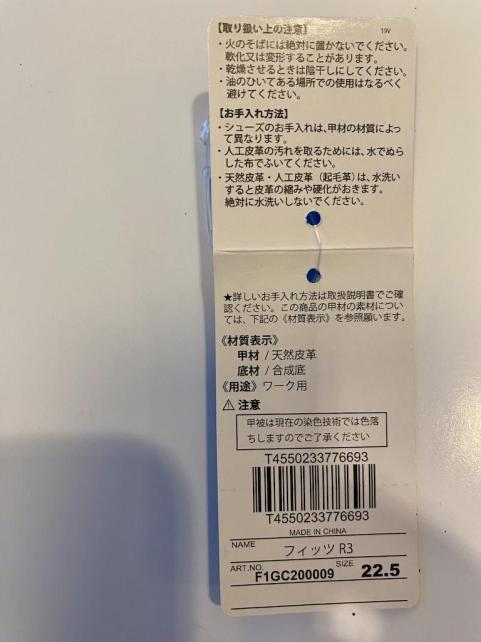 【取り扱い上の注意】
19V
・火のそばには絶対に置かないでください。
軟化又は変形することがあります。
・乾燥させるときは陰干しにしてください。
・油のひいてある場所での使用はなるべく
避けてください。
【お手入れ方法】
・シューズのお手入れは、甲材の材質によっ
て異なります。
・人工皮革の汚れを取るためには、水でぬら
した布でふいてください。
・天然皮革・人工皮革（起毛革）は、水洗い
すると皮革の縮みや硬化がおきます。
絶対に水洗いしないでください。
★詳しいお手入れ方法は取扱説明書でご確
認ください。この商品の甲材の素材につい
ては、下記の《材質表示》を参照願います。
《材質表示》
甲材 / 天然皮革
底材 / 合成底
《用途》ワーク用
⚠ 注意
甲被は現在の染色技術では色落
ちしますのでご了承ください
T4550233776693
T4550233776693
MADE IN CHINA
NAME フィッツ R3
ART.NO. F1GC200009 SIZE 22.5